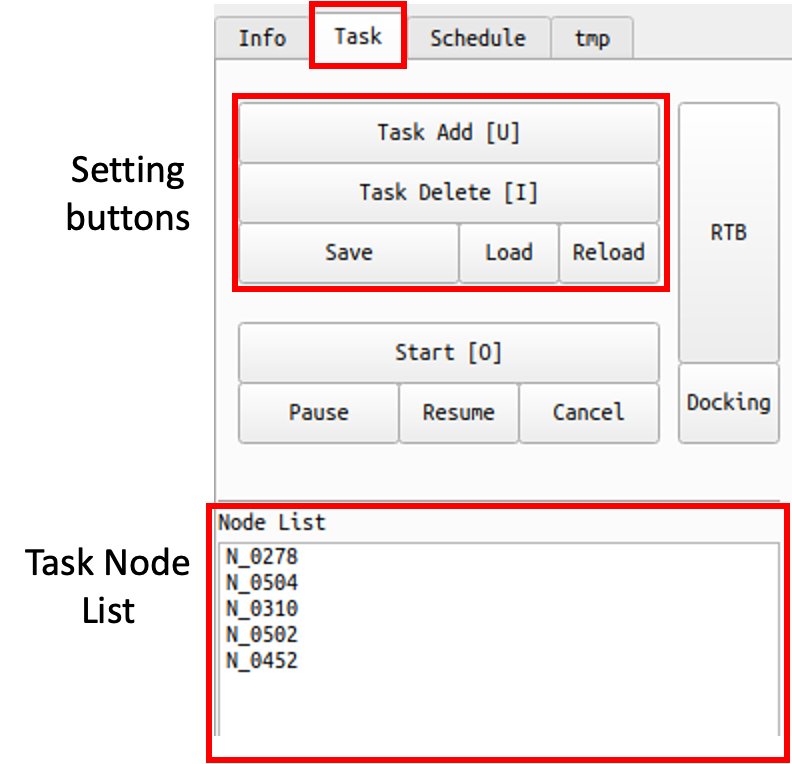 Info Task Schedule tmp
Setting
buttons
Task Add [U]
Task Delete [I]
Save Load Reload
RTB
Start [O]
Pause Resume Cancel
Docking
Task Node
List
Node List
N_0278
N_0504
N_0310
N_0502
N_0452